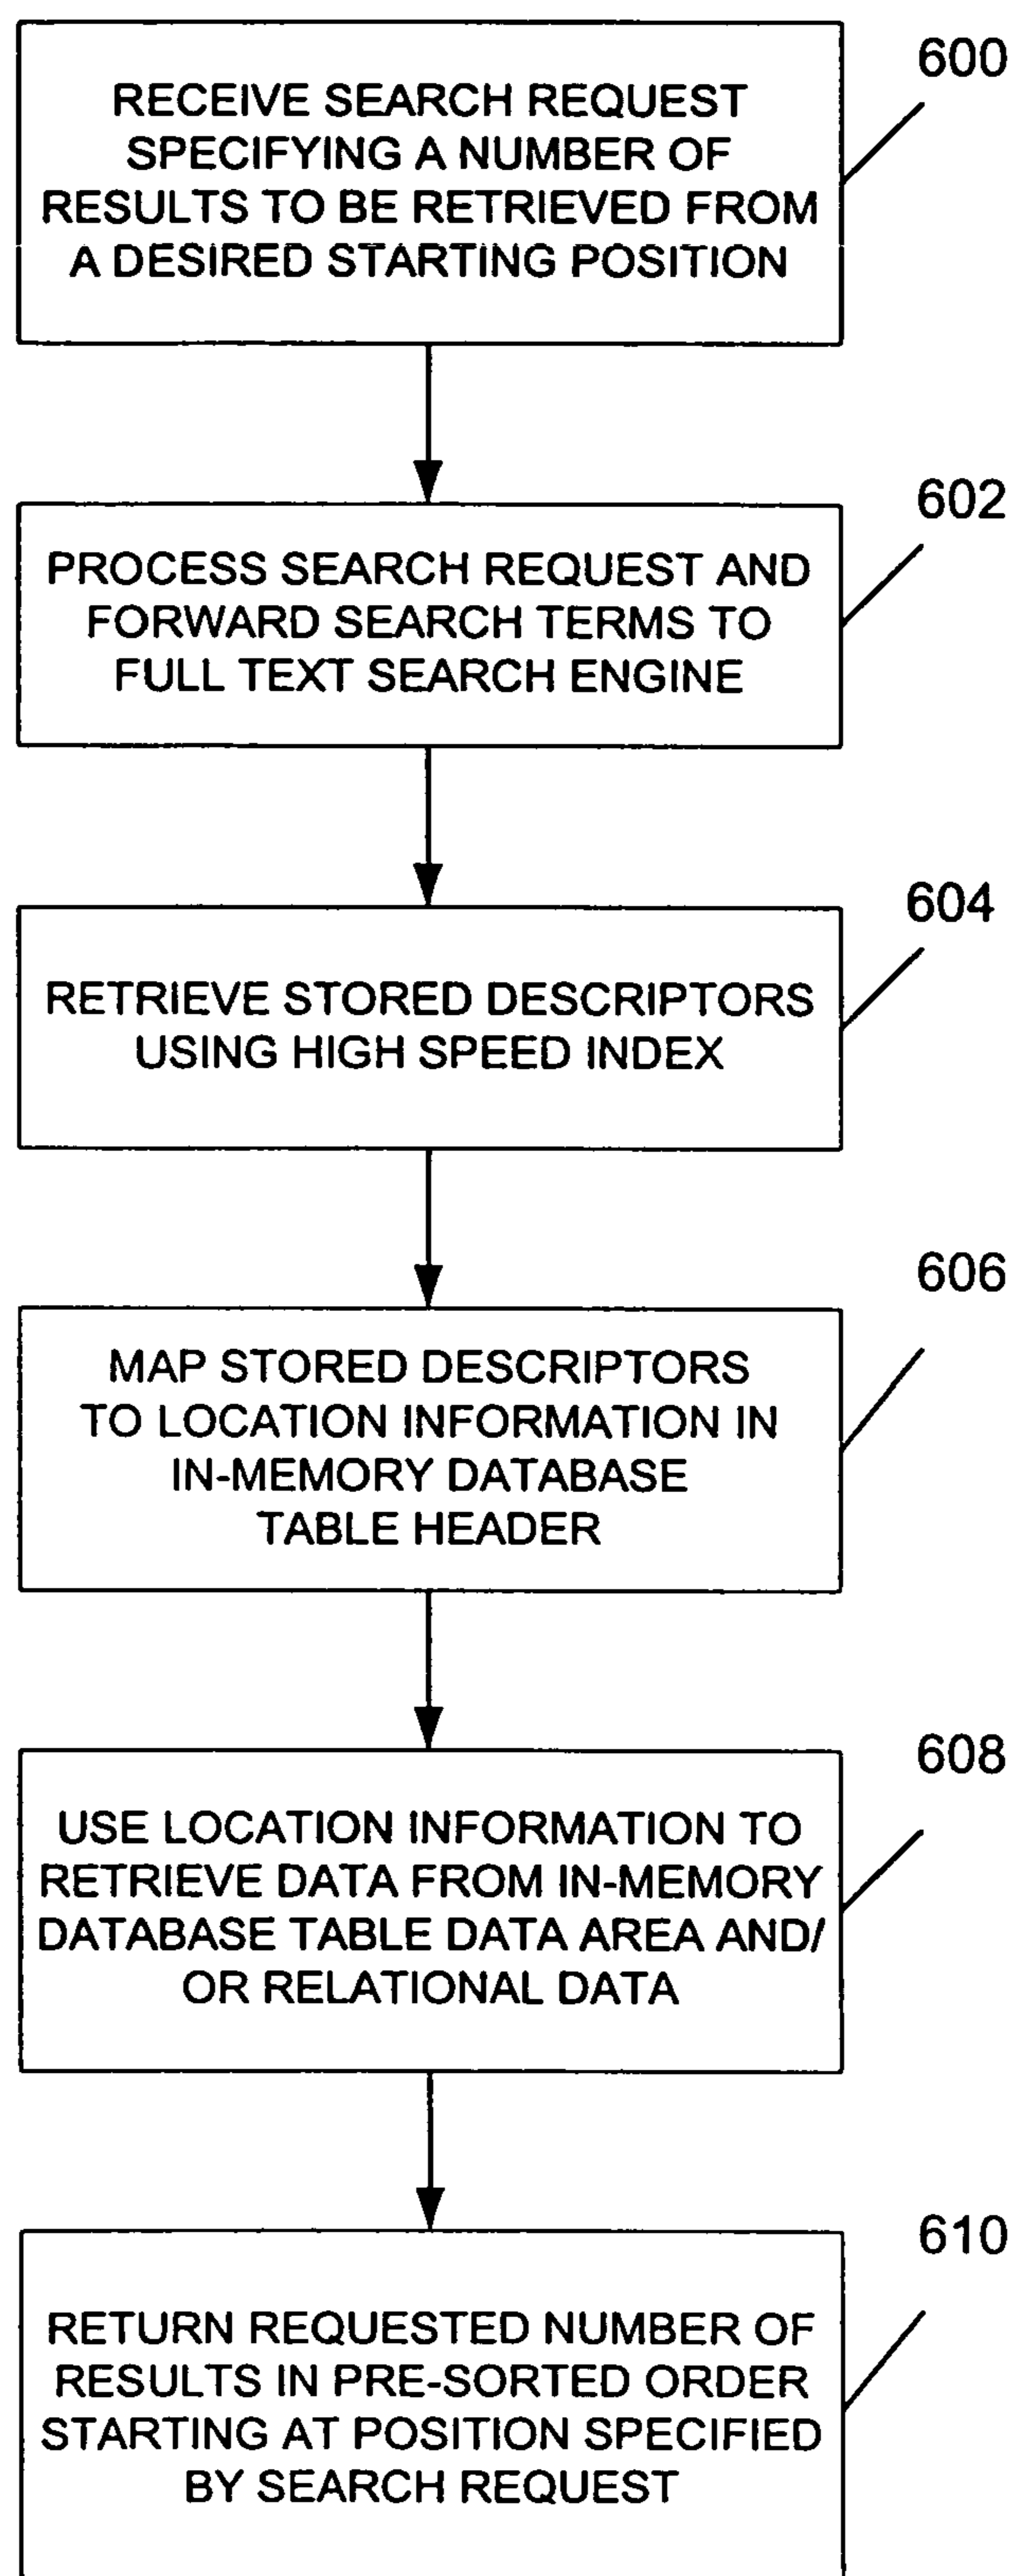 600
RECEIVE SEARCH REQUEST
SPECIFYING A NUMBER OF
RESULTS TO BE RETRIEVED FROM
A DESIRED STARTING POSITION
602
PROCESS SEARCH REQUEST AND
FORWARD SEARCH TERMS TO
FULL TEXT SEARCH ENGINE
604
RETRIEVE STORED DESCRIPTORS
USING HIGH SPEED INDEX
606
MAP STORED DESCRIPTORS
TO LOCATION INFORMATION IN
IN-MEMORY DATABASE
TABLE HEADER
608
USE LOCATION INFORMATION TO
RETRIEVE DATA FROM IN-MEMORY
DATABASE TABLE DATA AREA AND/
OR RELATIONAL DATA
610
RETURN REQUESTED NUMBER OF
RESULTS IN PRE-SORTED ORDER
STARTING AT POSITION SPECIFIED
BY SEARCH REQUEST